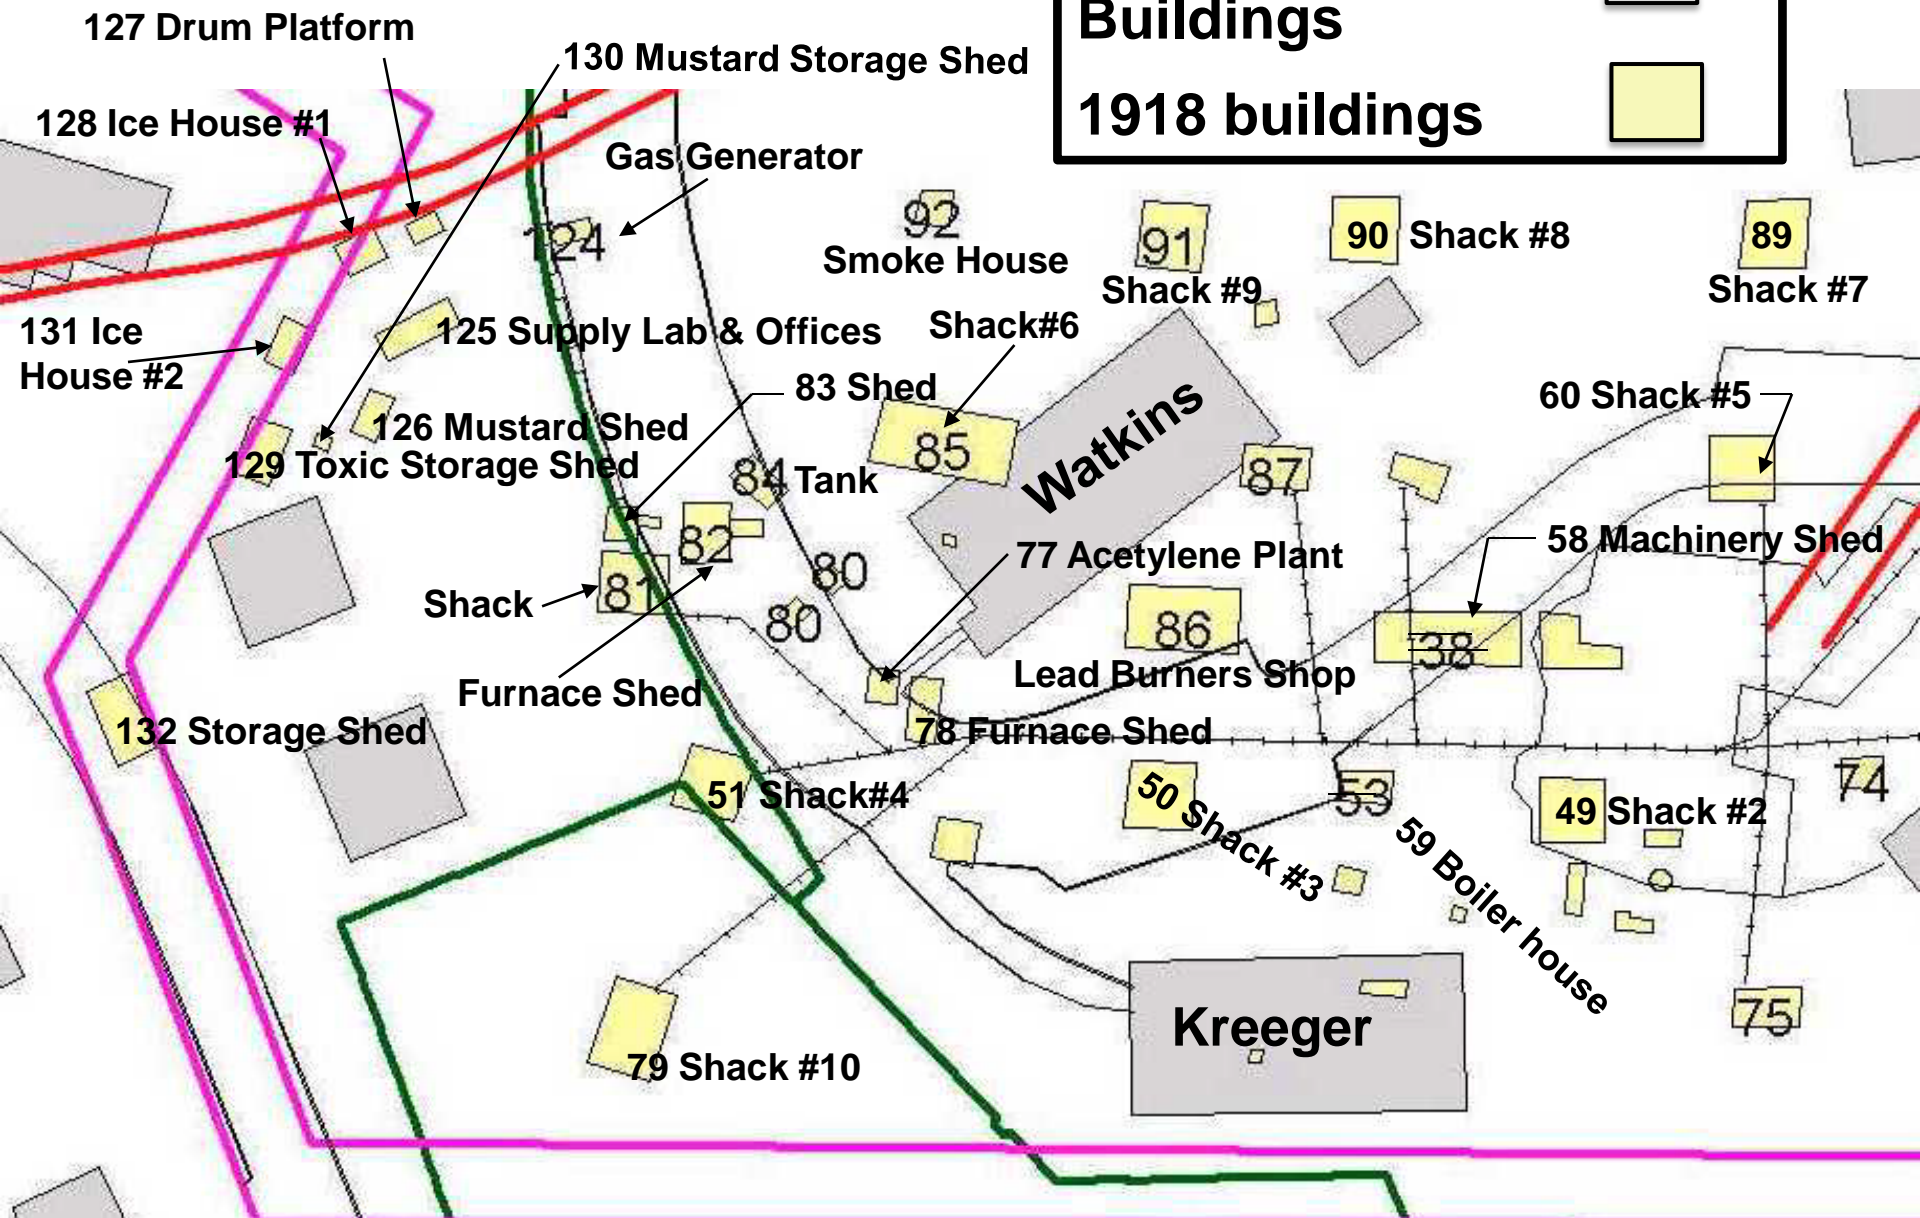 127 Drum Platform
130 Mustard Storage Shed
Buildings
1918 buildings
128 Ice House #1
Gas Generator
124
92
Smoke House
91
Shack #9
90 Shack #8
89
Shack #7
131 Ice
House #2
125 Supply Lab & Offices
Shack#6
83 Shed
85
Watkins
60 Shack #5
126 Mustard Shed
129 Toxic Storage Shed
84 Tank
87
82
77 Acetylene Plant
58 Machinery Shed
80
81
Shack
80
86
38
Lead Burners Shop
Furnace Shed
132 Storage Shed
78 Furnace Shed
51 Shack#4
50 Shack #3
53
59 Boiler house
49 Shack #2
74
75
Kreeger
79 Shack #10